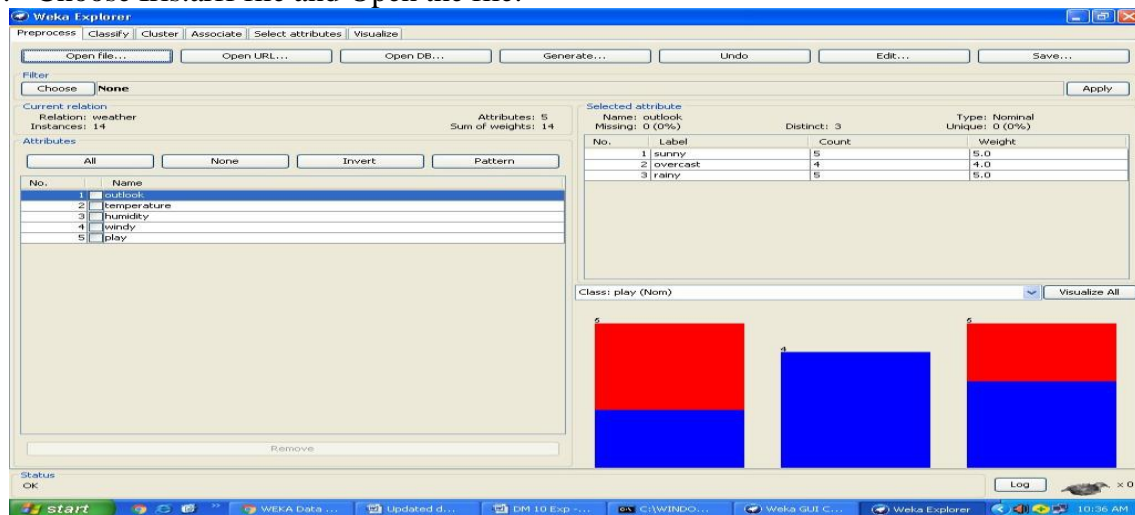 Choose Iris.arff file and Open the file.
Weka Explorer
Preprocess Classify Cluster Associate Select attributes Visualize
Open file... Open URL... Open DB... Generate... Undo Edit... Save...
Filter
Choose None Apply
Current relation
Relation: weather Attributes: 5
Instances: 14 Sum of weights: 14
Attributes
All None Invert Pattern
No. Name
1 outlook
2 temperature
3 humidity
4 windy
5 play
Remove
Selected attribute
Name: outlook Type: Nominal
Missing: 0 (0%) Distinct: 3 Unique: 0 (0%)
No. Label Count Weight
1 sunny 5 5.0
2 overcast 4 4.0
3 rainy 5 5.0
Class: play (Nom) Visualize All
5 4 5
Status
OK Log x 0
start WEKA Data ... Updated d... DM 10 Exp -... C:\WINDO... Weka GUI C... Weka Explorer 10:36 AM